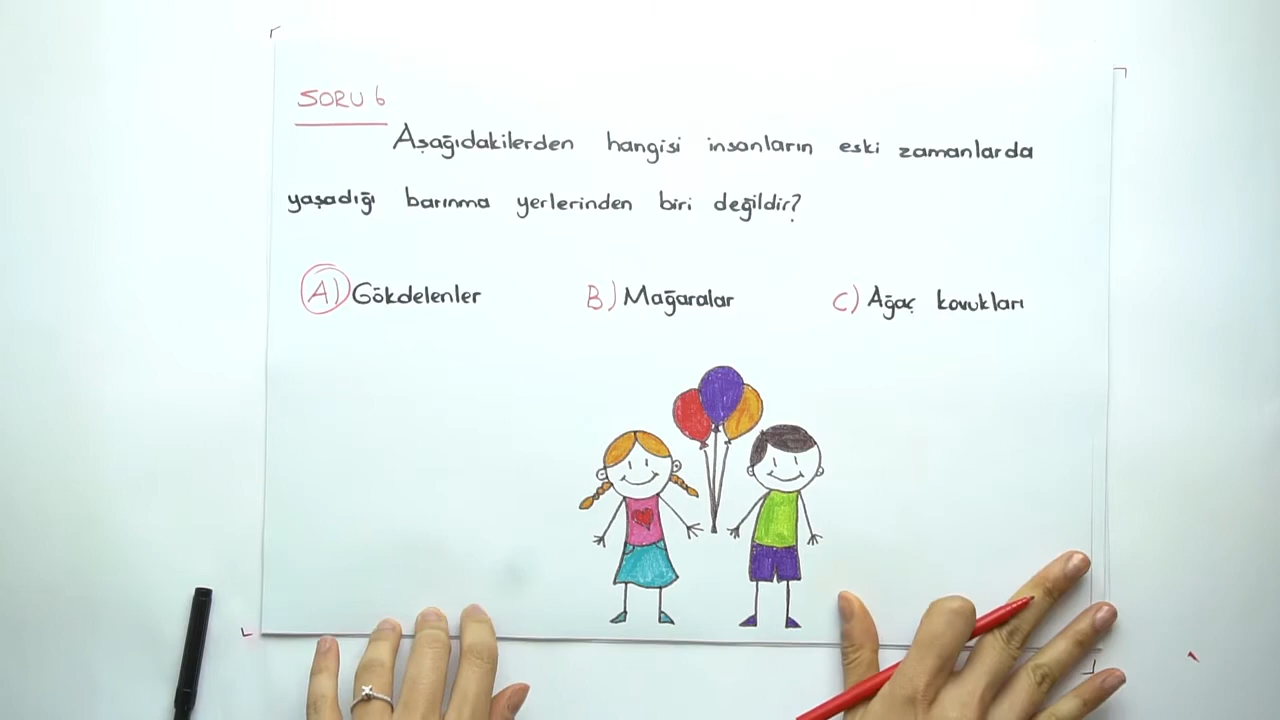 SORU 6
Aşağıdakilerden hangisi insanların eski zamanlarda
yaşadığı barınma yerlerinden biri değildir?
A) Gökdelenler B) Mağaralar C) Ağaç kovukları